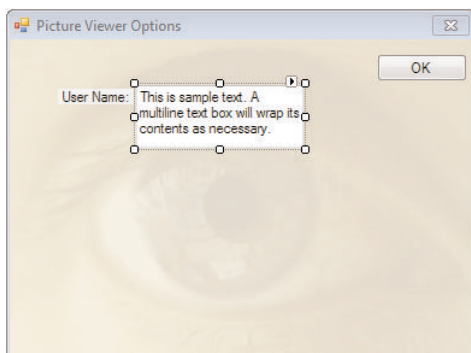 Picture Viewer Options
OK
User Name:
This is sample text. A
multiline text box will wrap its
contents as necessary.